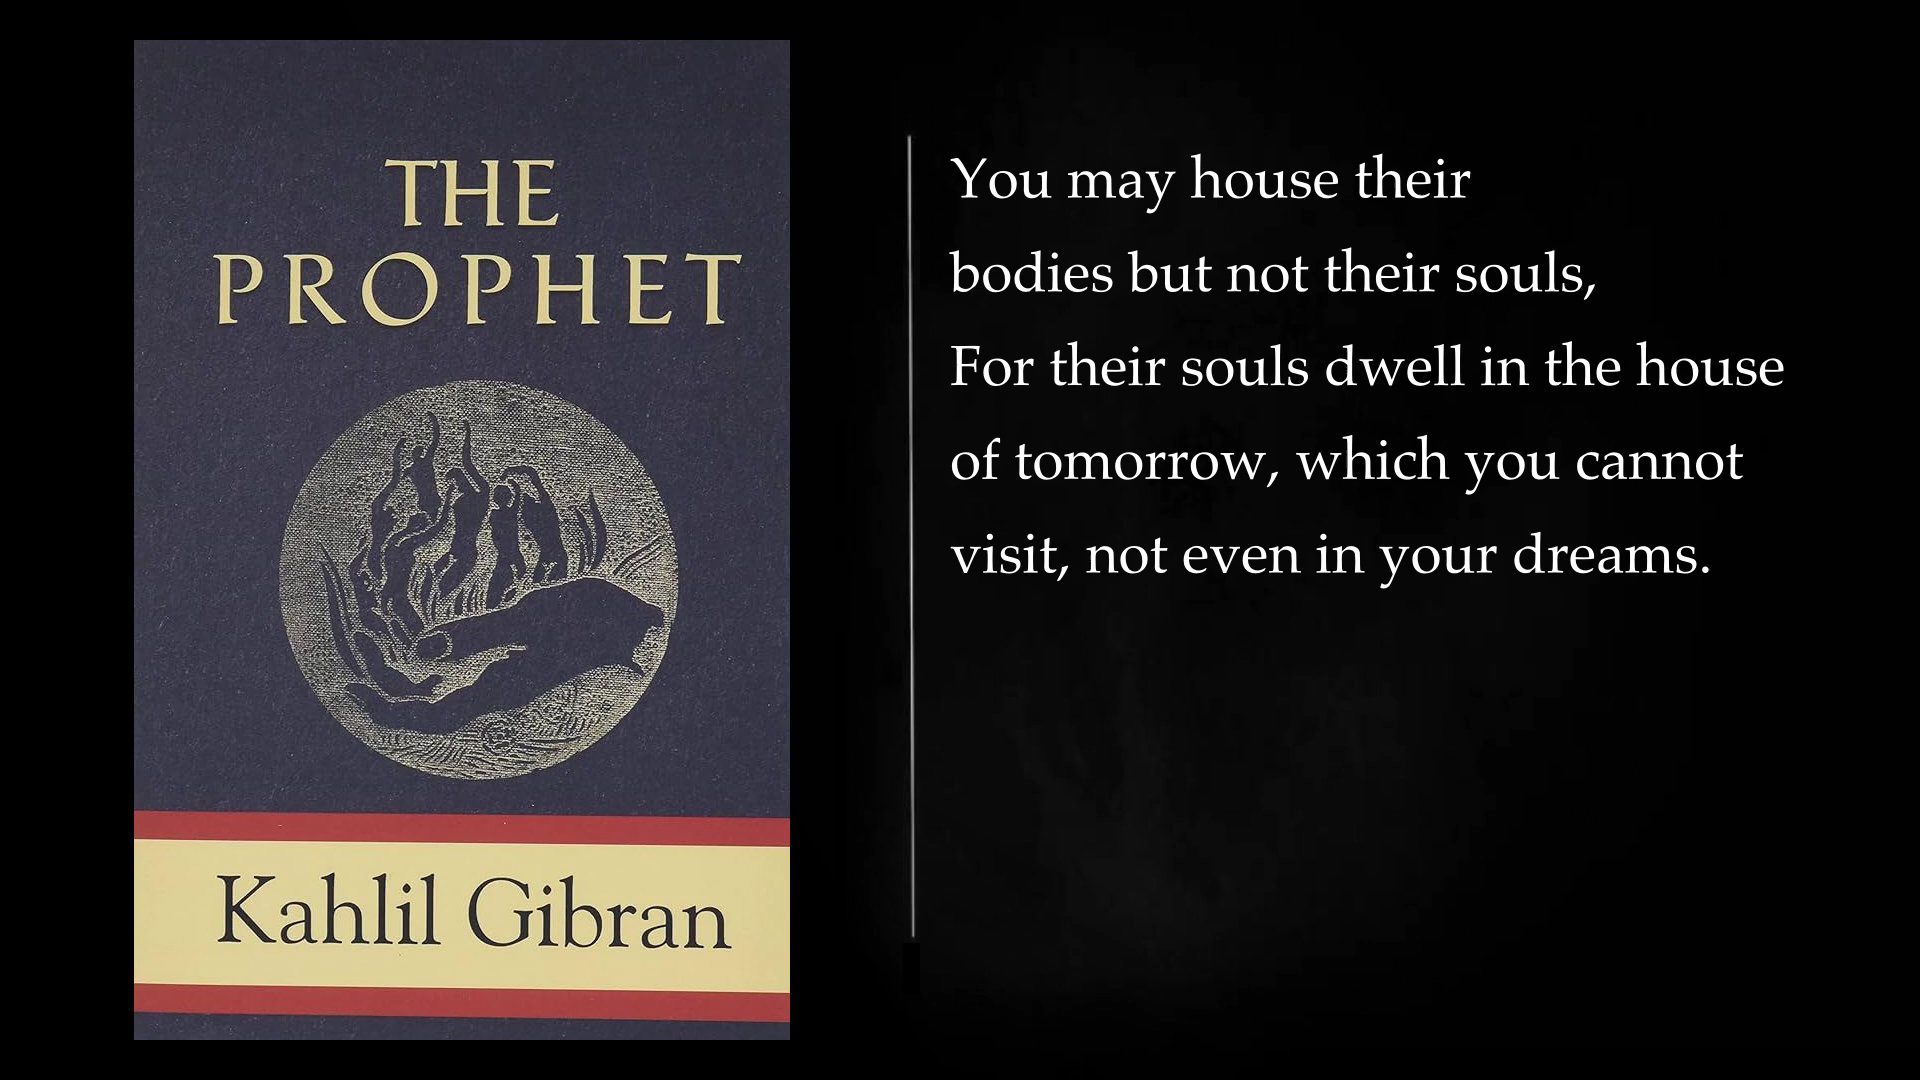 THE
PROPHET
Kahlil Gibran
You may house their
bodies but not their souls,
For their souls dwell in the house
of tomorrow, which you cannot
visit, not even in your dreams.